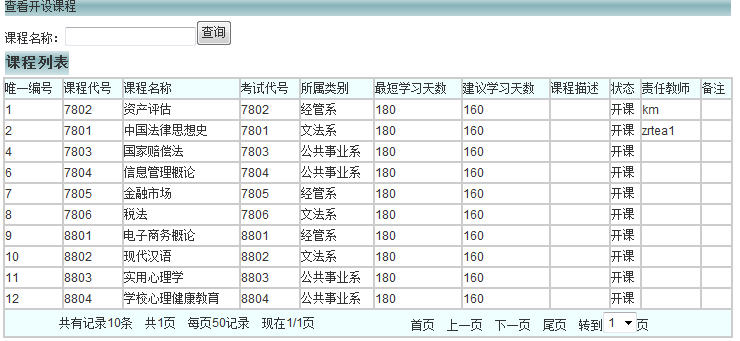 查看开设课程
课程名称： 查询
课程列表
唯一编号 课程代号 课程名称 考试代号 所属类别 最短学习天数 建议学习天数 课程描述 状态 责任教师 备注
1 7802 资产评估 7802 经管系 180 160 开课 km
2 7801 中国法律思想史 7801 文法系 180 160 开课 zrtea1
4 7803 国家赔偿法 7803 公共事业系 180 160 开课
6 7804 信息管理概论 7804 公共事业系 180 160 开课
7 7805 金融市场 7805 经管系 180 160 开课
8 7806 税法 7806 文法系 180 160 开课
9 8801 电子商务概论 8801 经管系 180 160 开课
10 8802 现代汉语 8802 文法系 180 160 开课
11 8803 实用心理学 8803 公共事业系 180 160 开课
12 8804 学校心理健康教育 8804 公共事业系 180 160 开课
共有记录10条 共1页 每页50记录 现在1/1页 首页 上一页 下一页 尾页 转到 1 页